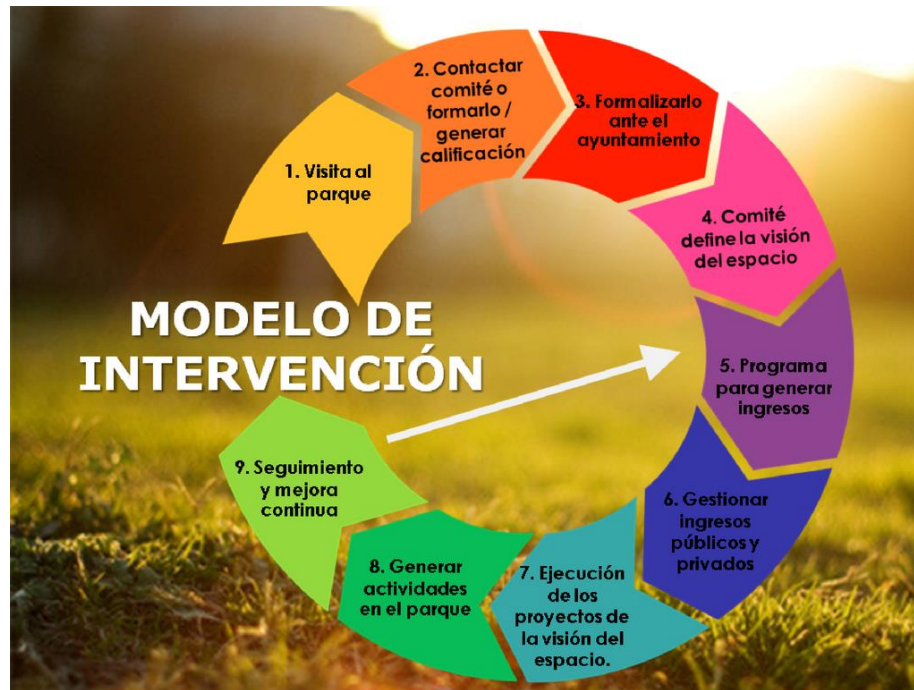 MODELO DE
INTERVENCIÓN
1. Visita al
parque
2. Contactar
comité o
formarlo /
generar
calificación
3. Formalizarlo
ante el
ayuntamiento
4. Comité
define la visión
del espacio
5. Programa
para generar
ingresos
6. Gestionar
ingresos
públicos y
privados
7. Ejecución
de los
proyectos de
la visión del
espacio.
8. Generar
actividades
en el parque
9. Seguimiento
y mejora
continua